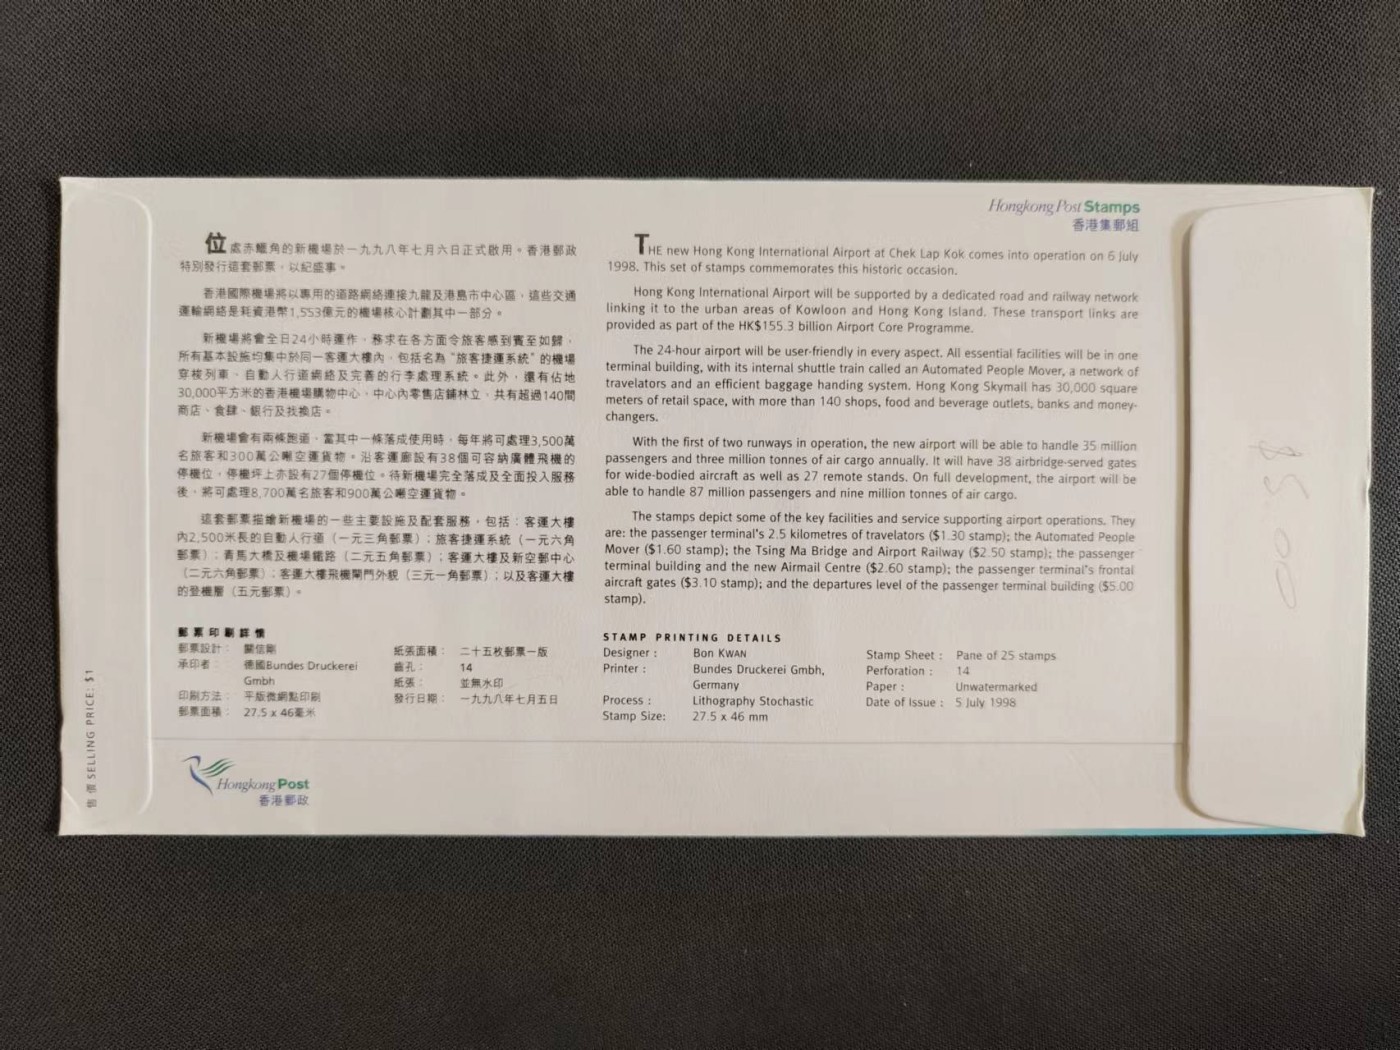 Hongkong Post Stamps
香港集郵組
位處赤鱲角的新機場於一九九八年七月六日正式啟用。香港郵政
特別發行這套郵票，以紀盛事。
香港國際機場將以專用的道路網絡連接九龍及港島市中心區，這些交通
運輸網絡是耗資港幣1,553億元的機場核心計劃其中一部分。
新機場將會全日24小時運作，務求在各方面令旅客感到賓至如歸，
所有基本設施均集中於同一客運大樓內，包括名為“旅客捷運系統”的機場
穿梭列車、自動人行道網絡及完善的行李處理系統。此外，還有佔地
30,000平方米的香港機場購物中心，中心內零售店鋪林立，共有超過140間
商店、食肆、銀行及找換店。
新機場會有兩條跑道，當其中一條落成使用時，每年將可處理3,500萬
名旅客和300萬公噸空運貨物。沿客運廊設有38個可容納廣體飛機的
停機位，停機坪上亦設有27個停機位。待新機場完全落成及全面投入服務
後，將可處理8,700萬名旅客和900萬公噸空運貨物。
這套郵票描繪新機場的一些主要設施及配套服務，包括：客運大樓
內2,500米長的自動人行道（一元三角郵票）；旅客捷運系統（一元六角
郵票）；青馬大橋及機場鐵路（二元五角郵票）；客運大樓及新空郵中心
（二元六角郵票）；客運大樓飛機閘門外貌（三元一角郵票）；以及客運大樓
的登機層（五元郵票）。
THE new Hong Kong International Airport at Chek Lap Kok comes into operation on 6 July
1998. This set of stamps commemorates this historic occasion.
Hong Kong International Airport will be supported by a dedicated road and railway network
linking it to the urban areas of Kowloon and Hong Kong Island. These transport links are
provided as part of the HK$155.3 billion Airport Core Programme.
The 24-hour airport will be user-friendly in every aspect. All essential facilities will be in one
terminal building, with its internal shuttle train called an Automated People Mover, a network of
travelators and an efficient baggage handing system. Hong Kong Skymall has 30,000 square
meters of retail space, with more than 140 shops, food and beverage outlets, banks and money-
changers.
With the first of two runways in operation, the new airport will be able to handle 35 million
passengers and three million tonnes of air cargo annually. It will have 38 airbridge-served gates
for wide-bodied aircraft as well as 27 remote stands. On full development, the airport will be
able to handle 87 million passengers and nine million tonnes of air cargo.
The stamps depict some of the key facilities and service supporting airport operations. They
are: the passenger terminal's 2.5 kilometres of travelators ($1.30 stamp); the Automated People
Mover ($1.60 stamp); the Tsing Ma Bridge and Airport Railway ($2.50 stamp); the passenger
terminal building and the new Airmail Centre ($2.60 stamp); the passenger terminal's frontal
aircraft gates ($3.10 stamp); and the departures level of the passenger terminal building ($5.00
stamp).
郵票印刷詳情
郵票設計： 關信剛
承印者： 德國Bundes Druckerei
Gmbh
印刷方法： 平版微網點印刷
郵票面積： 27.5 x 46毫米
紙張面積： 二十五枚郵票一版
齒孔： 14
紙張： 並無水印
發行日期： 一九九八年七月五日
STAMP PRINTING DETAILS
Designer : Bon KWAN
Printer : Bundes Druckerei Gmbh,
Germany
Process : Lithography Stochastic
Stamp Size: 27.5 x 46 mm
Stamp Sheet : Pane of 25 stamps
Perforation : 14
Paper : Unwatermarked
Date of Issue : 5 July 1998
Hongkong Post
香港郵政
售價 SELLING PRICE: $1
$500